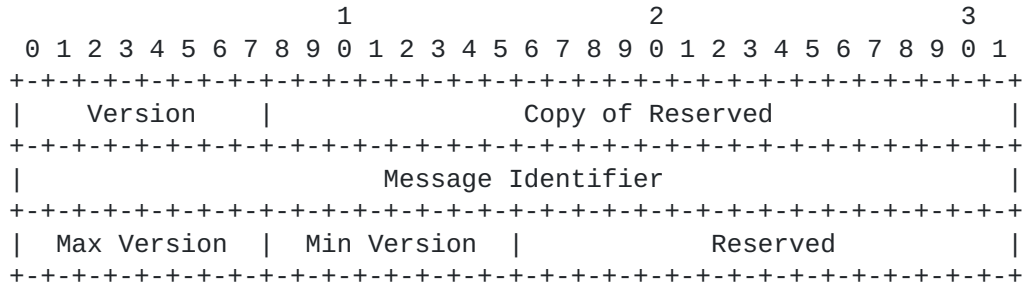 1                   2                   3
 0 1 2 3 4 5 6 7 8 9 0 1 2 3 4 5 6 7 8 9 0 1 2 3 4 5 6 7 8 9 0 1
+-+-+-+-+-+-+-+-+-+-+-+-+-+-+-+-+-+-+-+-+-+-+-+-+-+-+-+-+-+-+-+-+
|    Version    |                Copy of Reserved               |
+-+-+-+-+-+-+-+-+-+-+-+-+-+-+-+-+-+-+-+-+-+-+-+-+-+-+-+-+-+-+-+-+
|                       Message Identifier                      |
+-+-+-+-+-+-+-+-+-+-+-+-+-+-+-+-+-+-+-+-+-+-+-+-+-+-+-+-+-+-+-+-+
|  Max Version  |  Min Version  |            Reserved           |
+-+-+-+-+-+-+-+-+-+-+-+-+-+-+-+-+-+-+-+-+-+-+-+-+-+-+-+-+-+-+-+-+